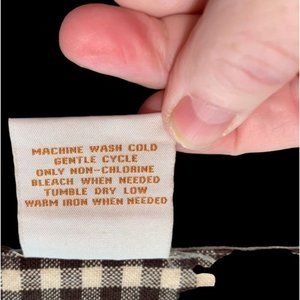 MACHINE WASH COLD
GENTLE CYCLE
ONLY NON-CHLORINE
BLEACH WHEN NEEDED
TUMBLE DRY LOW
WARM IRON WHEN NEEDED